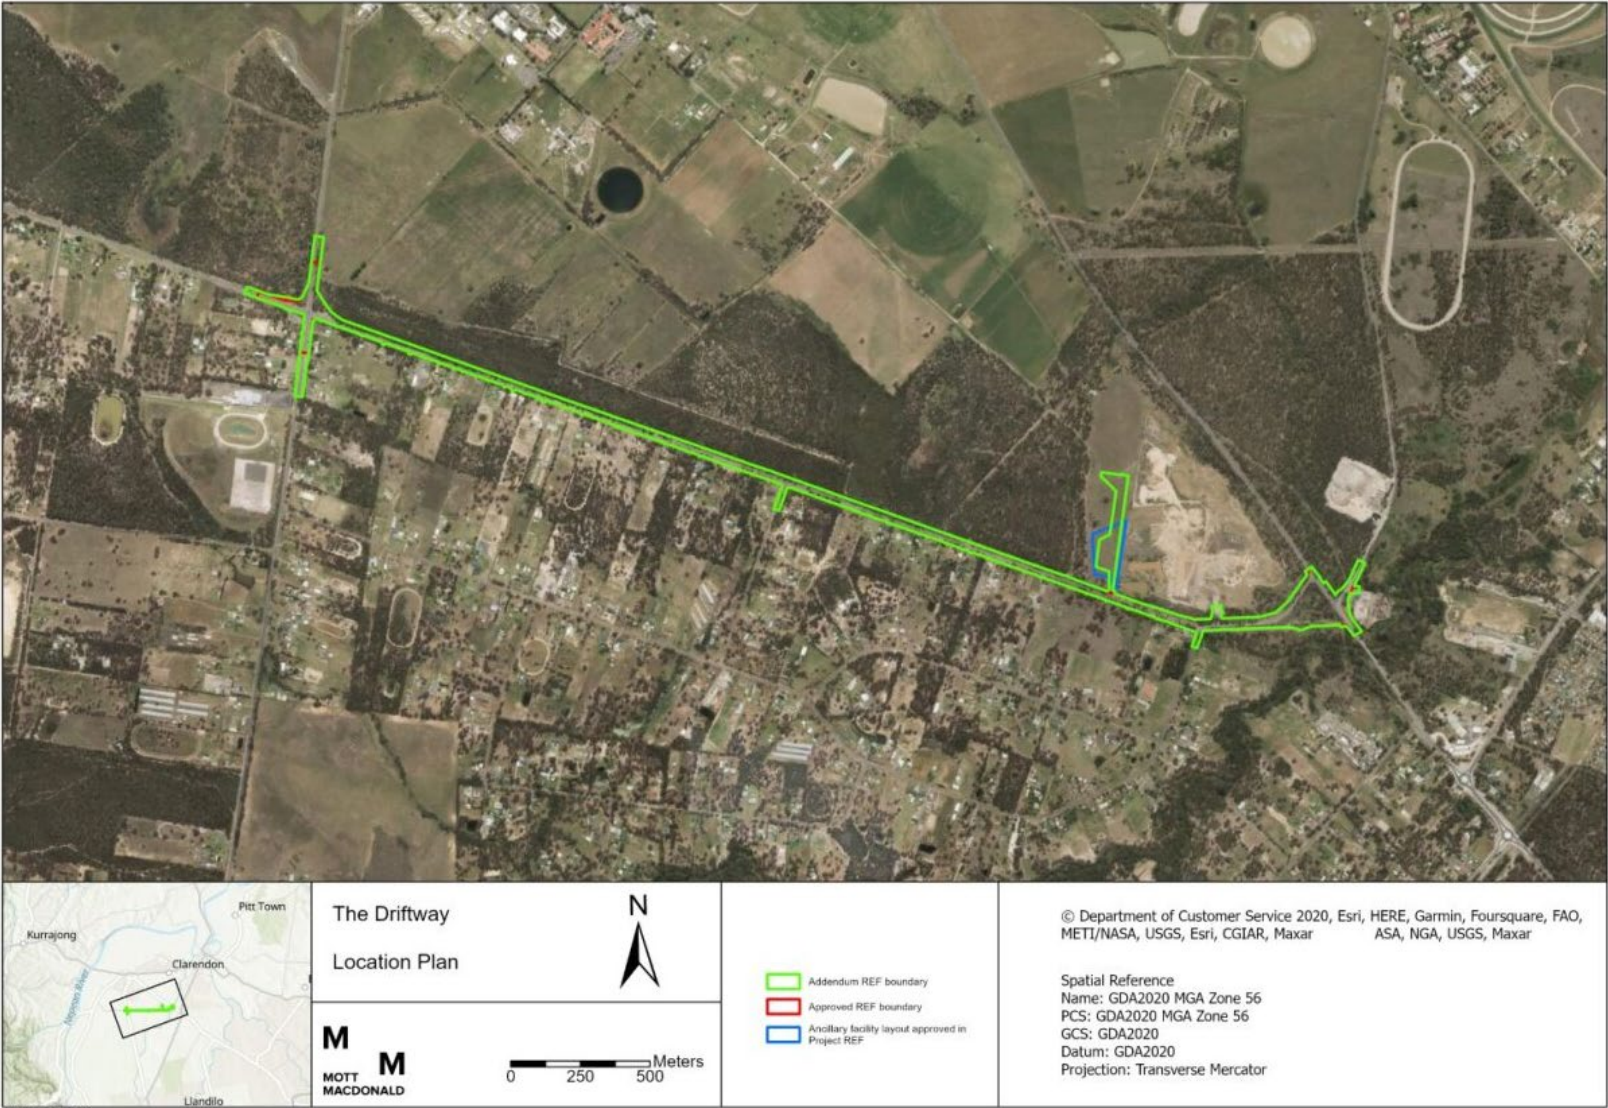 Pitt Town
Kurrajong
Clarendon
Nepean River
Llandilo
The Driftway
Location Plan
N
M
M
MOTT
MACDONALD
Meters
0 250 500
Addendum REF boundary
Approved REF boundary
Ancillary facility layout approved in
Project REF
© Department of Customer Service 2020, Esri, HERE, Garmin, Foursquare, FAO,
METI/NASA, USGS, Esri, CGIAR, Maxar ASA, NGA, USGS, Maxar
Spatial Reference
Name: GDA2020 MGA Zone 56
PCS: GDA2020 MGA Zone 56
GCS: GDA2020
Datum: GDA2020
Projection: Transverse Mercator